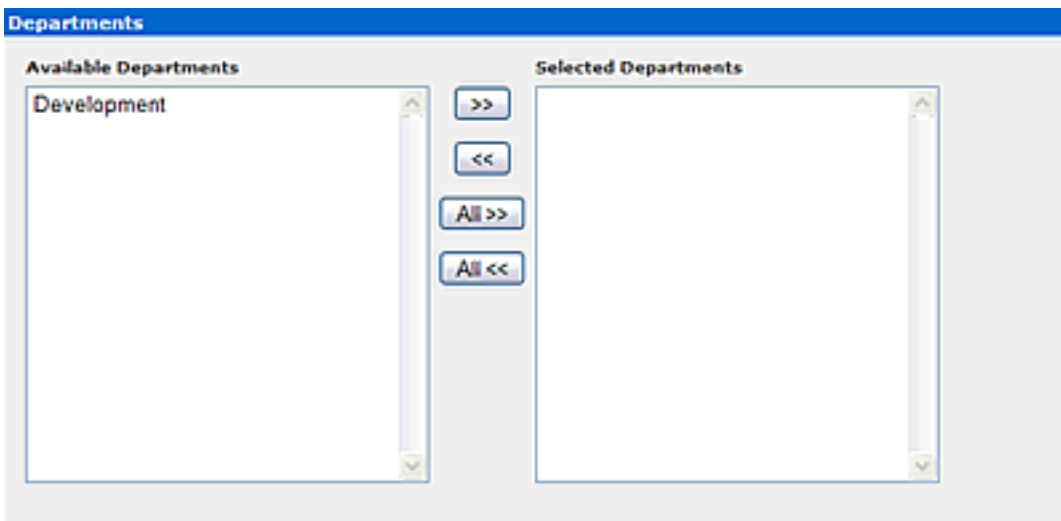 Departments
Available Departments
Selected Departments
Development
>>
<<
All >>
All <<